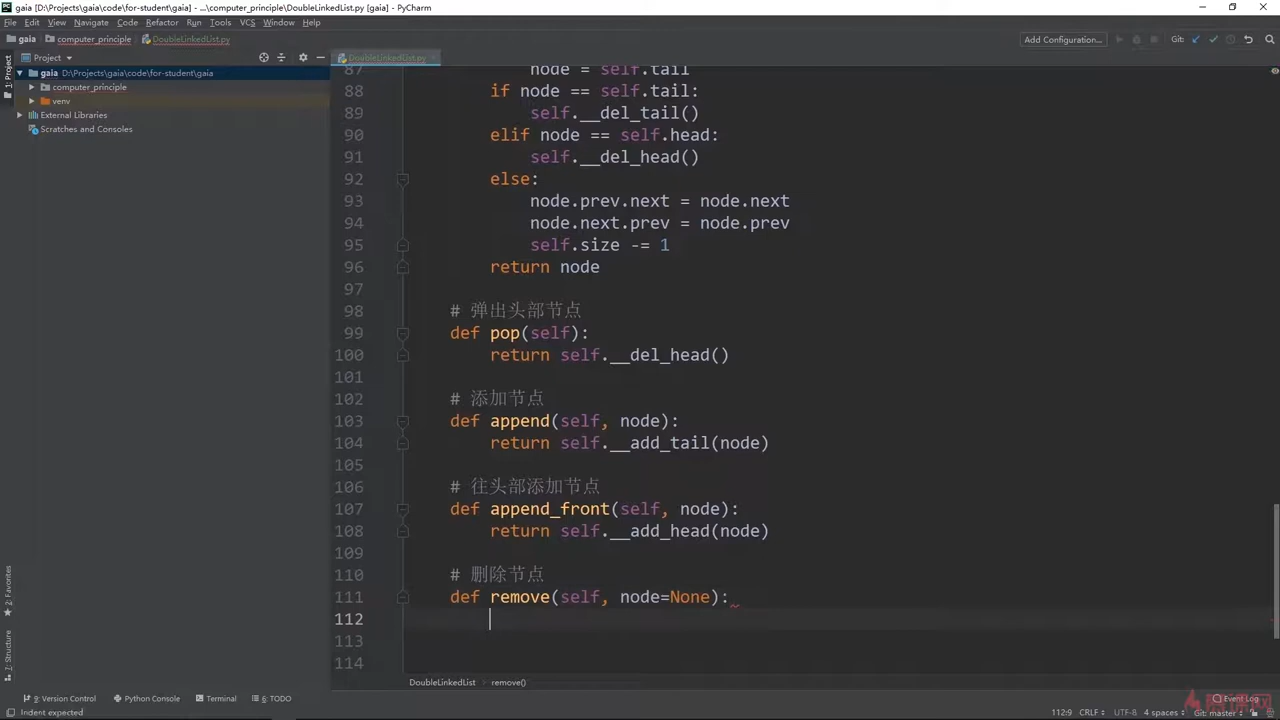 gaia [D:\Projects\gaia\code\for-student\gaia] - ...\computer_principle\DoubleLinkedList.py [gaia] - PyCharm
File Edit View Navigate Code Refactor Run Tools VCS Window Help
gaia computer_principle DoubleLinkedList.py Add Configuration... Git:
Project DoubleLinkedList.py
1: Project
gaia D:\Projects\gaia\code\for-student\gaia
computer_principle
venv
External Libraries
Scratches and Consoles
87 node = self.tail
88 if node == self.tail:
89 self.__del_tail()
90 elif node == self.head:
91 self.__del_head()
92 else:
93 node.prev.next = node.next
94 node.next.prev = node.prev
95 self.size -= 1
96 return node
97
98 # 弹出头部节点
99 def pop(self):
100 return self.__del_head()
101
102 # 添加节点
103 def append(self, node):
104 return self.__add_tail(node)
105
106 # 往头部添加节点
107 def append_front(self, node):
108 return self.__add_head(node)
109
110 # 删除节点
111 def remove(self, node=None):
112
113
114
2: Favorites
7: Structure
DoubleLinkedList remove()
9: Version Control Python Console Terminal 6: TODO Event Log
Indent expected 112:9 CRLF UTF-8 4 spaces Git: master